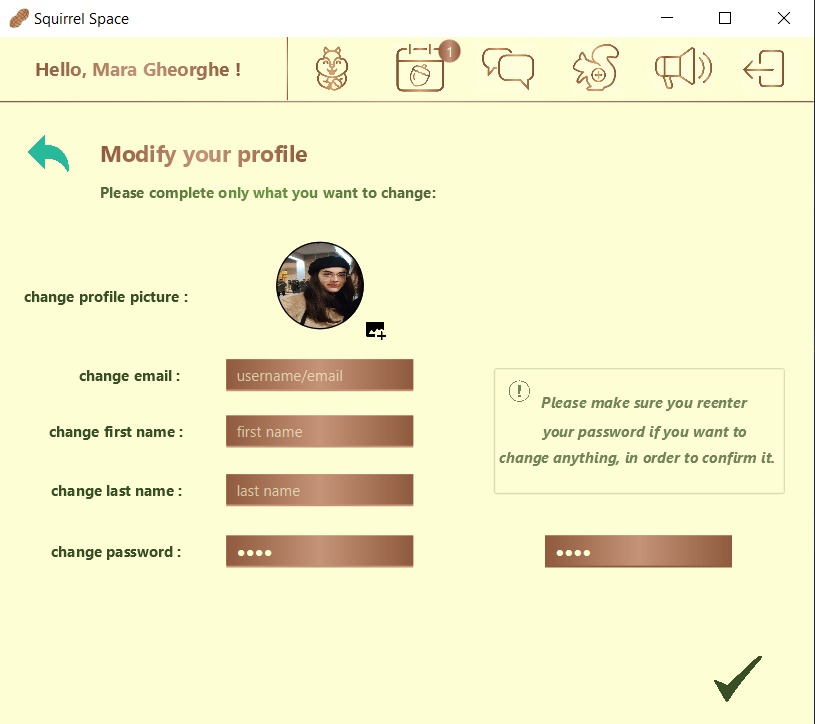 Squirrel Space
Hello, Mara Gheorghe !
1
Modify your profile
Please complete only what you want to change:
change profile picture :
change email :
username/email
change first name :
first name
change last name :
last name
change password :
Please make sure you reenter
your password if you want to
change anything, in order to confirm it.